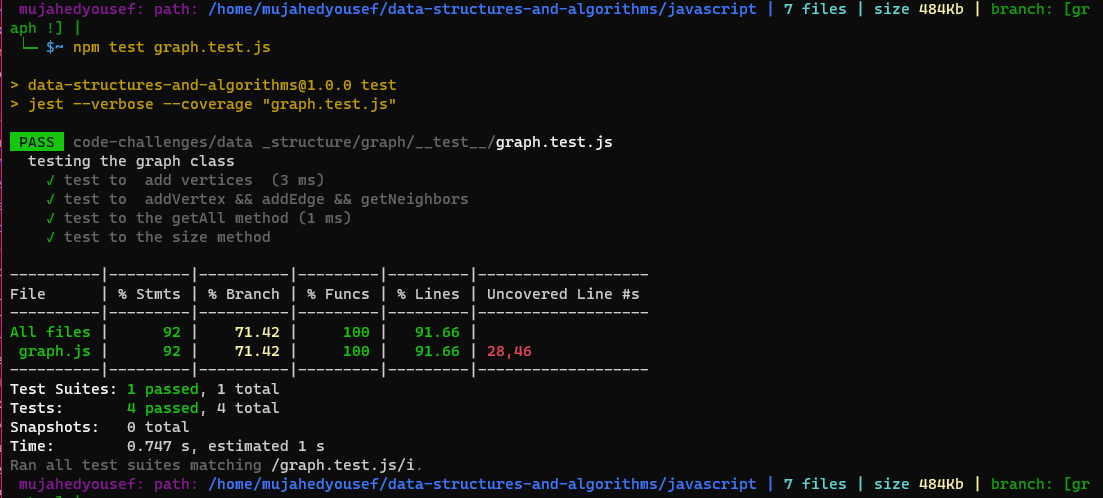 mujahedyousef: path: /home/mujahedyousef/data-structures-and-algorithms/javascript | 7 files | size 484Kb | branch: [gr
aph !] |
└─ $~ npm test graph.test.js
> data-structures-and-algorithms@1.0.0 test
> jest --verbose --coverage "graph.test.js"
PASS code-challenges/data _structure/graph/__test__/graph.test.js
testing the graph class
✓ test to  add vertices  (3 ms)
✓ test to  addVertex && addEdge && getNeighbors
✓ test to the getAll method (1 ms)
✓ test to the size method
----------|---------|----------|---------|---------|-------------------
File      | % Stmts | % Branch | % Funcs | % Lines | Uncovered Line #s
----------|---------|----------|---------|---------|-------------------
All files |      92 |    71.42 |     100 |   91.66 |
 graph.js |      92 |    71.42 |     100 |   91.66 | 28,46
----------|---------|----------|---------|---------|-------------------
Test Suites: 1 passed, 1 total
Tests:       4 passed, 4 total
Snapshots:   0 total
Time:        0.747 s, estimated 1 s
Ran all test suites matching /graph.test.js/i.
mujahedyousef: path: /home/mujahedyousef/data-structures-and-algorithms/javascript | 7 files | size 484Kb | branch: [gr